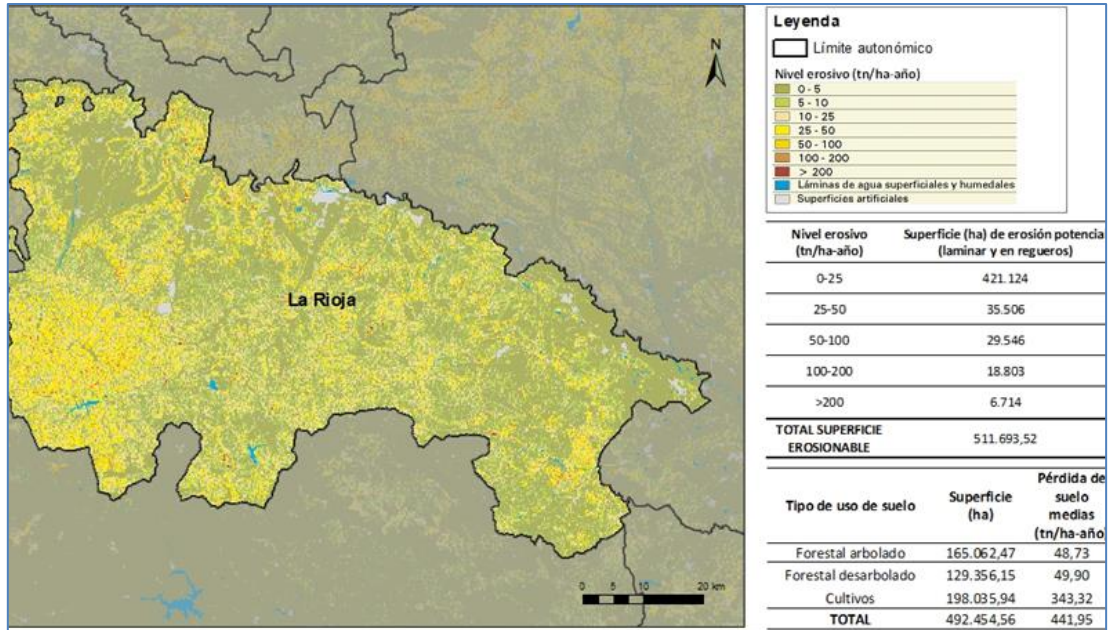 La Rioja
N
0 5 10 20 km
Leyenda
Límite autonómico
Nivel erosivo (tn/ha-año)
0 - 5
5 - 10
10 - 25
25 - 50
50 - 100
100 - 200
> 200
Láminas de agua superficiales y humedales
Superficies artificiales
Nivel erosivo Superficie (ha) de erosión potencia
(tn/ha-año) (laminar y en regueros)
0-25 421.124
25-50 35.506
50-100 29.546
100-200 18.803
>200 6.714
TOTAL SUPERFICIE
EROSIONABLE 511.693,52
Tipo de uso de suelo Superficie (ha) Pérdida de suelo medias (tn/ha-año)
Forestal arbolado 165.062,47 48,73
Forestal desarbolado 129.356,15 49,90
Cultivos 198.035,94 343,32
TOTAL 492.454,56 441,95